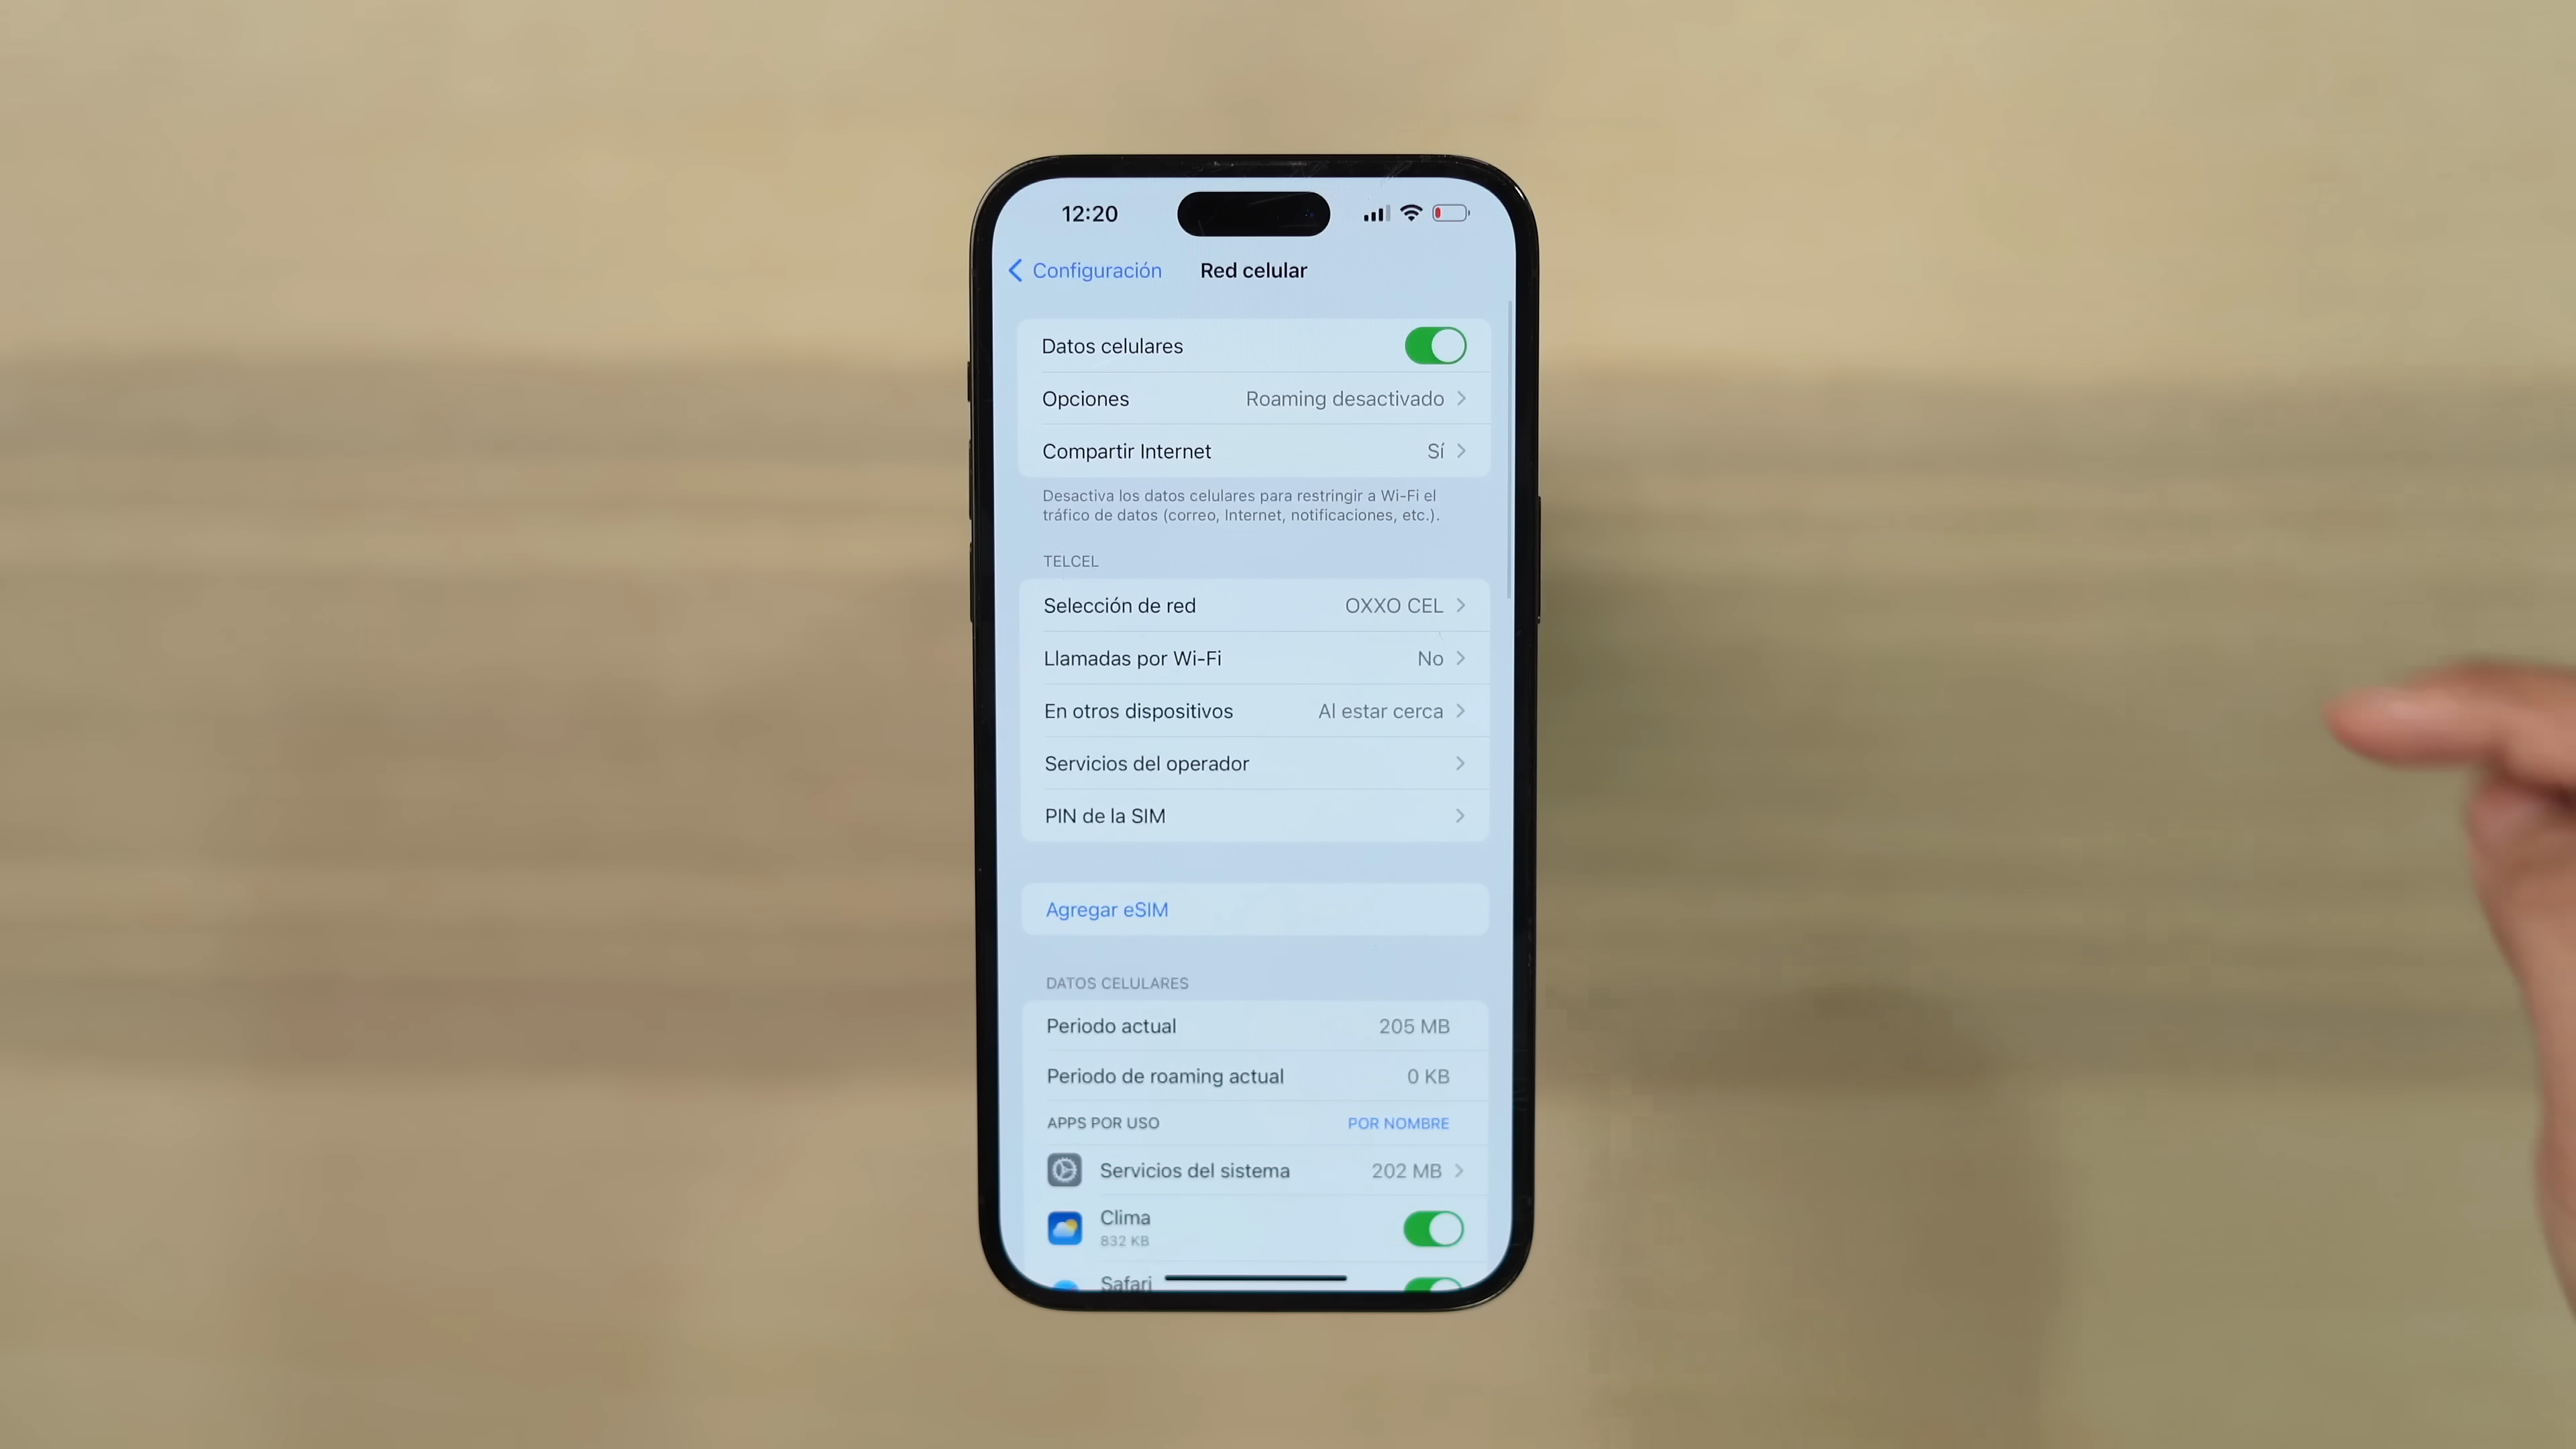 12:20
Configuración
Red celular
Datos celulares
Opciones Roaming desactivado
Compartir Internet Sí
Desactiva los datos celulares para restringir a Wi-Fi el
tráfico de datos (correo, Internet, notificaciones, etc.).
TELCEL
Selección de red OXXO CEL
Llamadas por Wi-Fi No
En otros dispositivos Al estar cerca
Servicios del operador
PIN de la SIM
Agregar eSIM
DATOS CELULARES
Periodo actual 205 MB
Periodo de roaming actual 0 KB
APPS POR USO POR NOMBRE
Servicios del sistema 202 MB
Clima
832 KB
Safari